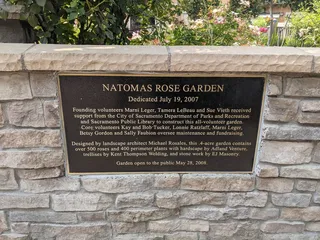 NATOMAS ROSE GARDEN
Dedicated July 19, 2007
Founding volunteers Marni Leger, Tamera LeBeau and Sue Vieth received
support from the City of Sacramento Department of Parks and Recreation
and Sacramento Public Library to construct this all-volunteer garden.
Core volunteers Kay and Bob Tucker, Lonnie Ratzlaff, Marni Leger,
Betsy Gordon and Sally Faubion oversee maintenance and fundraising.
Designed by landscape architect Michael Rosales, this .4-acre garden contains
over 500 roses and 400 perimeter plants with hardscape by Adland Venture,
trellises by Kent Thompson Welding, and stone work by EJ Masonry.
Garden open to the public May 28, 2008.